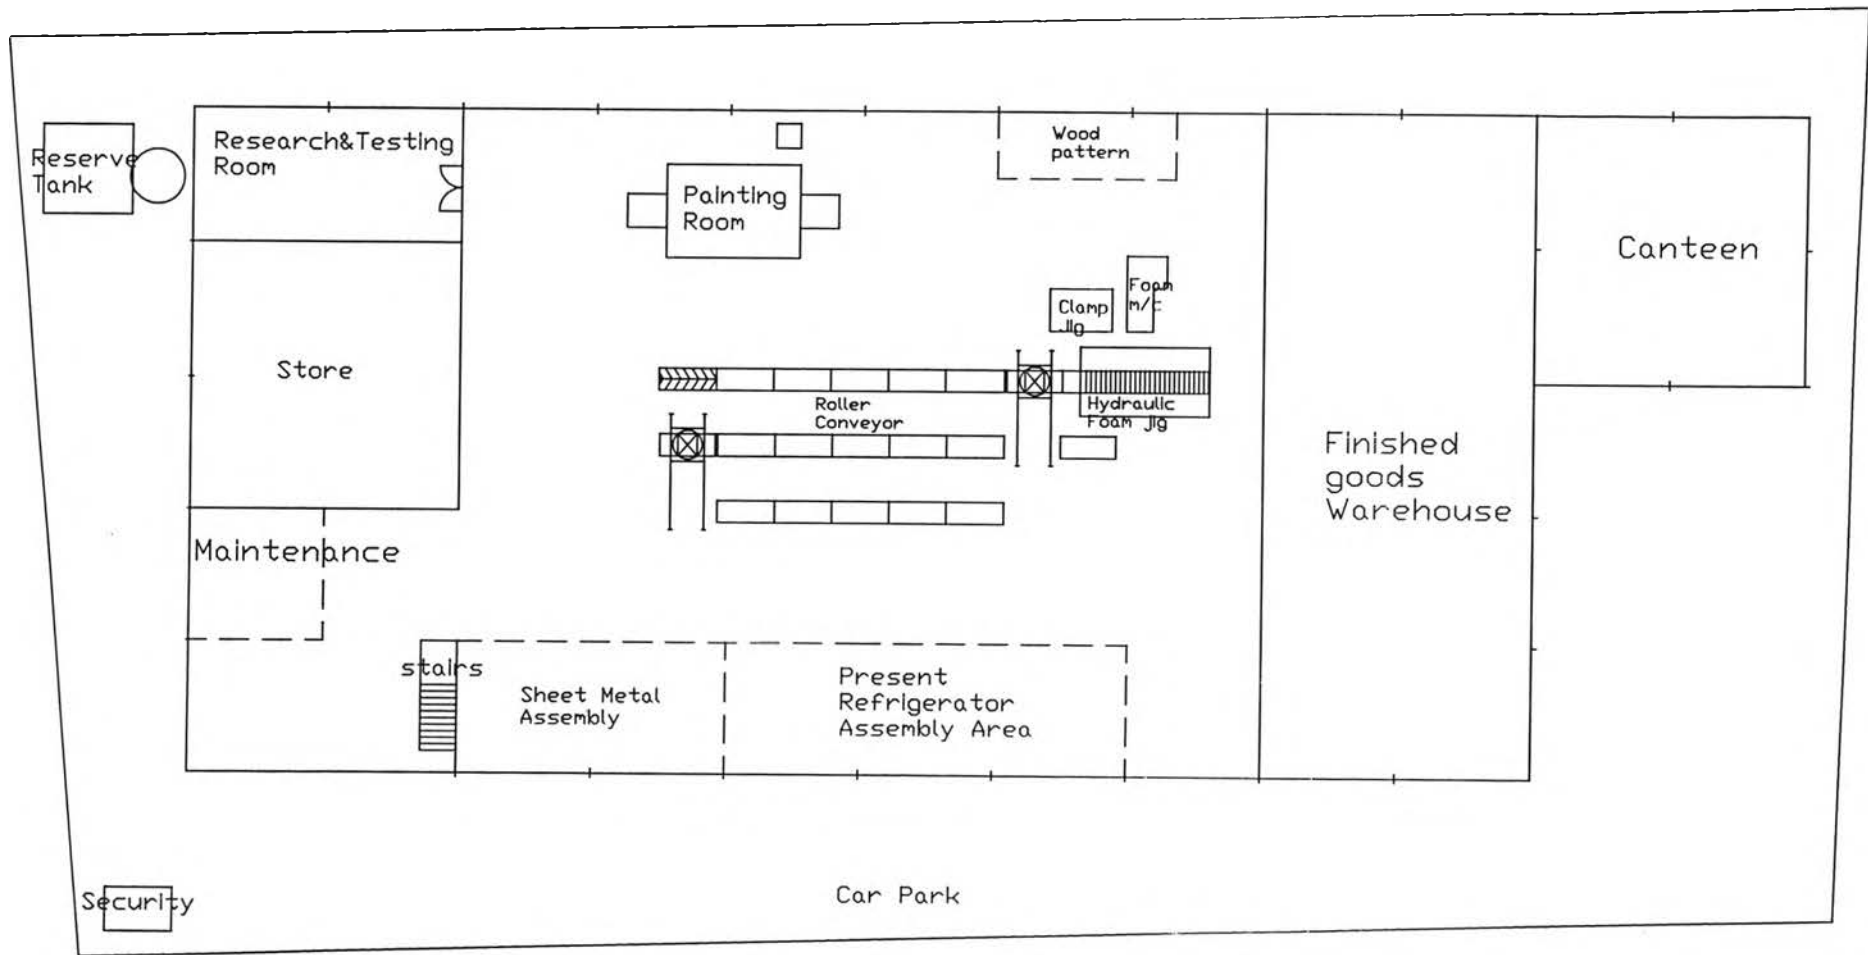 Reserve
Tank
Research&Testing
Room
Painting
Room
Wood
pattern
Canteen
Foam
m/c
Clamp
Jig
Store
Roller
Conveyor
Hydraulic
Foam jig
Finished
goods
Warehouse
Maintenance
stairs
Sheet Metal
Assembly
Present
Refrigerator
Assembly Area
Security
Car Park